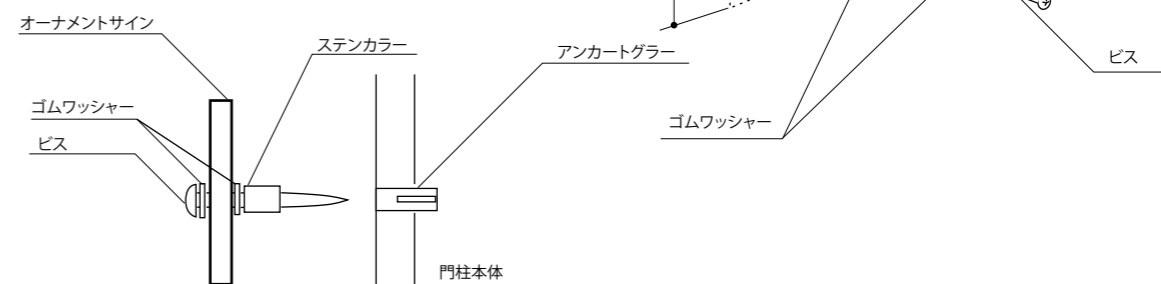 オーナメントサイン
ステンカラー
アンカートグラー
ビス
ゴムワッシャー
ゴムワッシャー
ビス
門柱本体